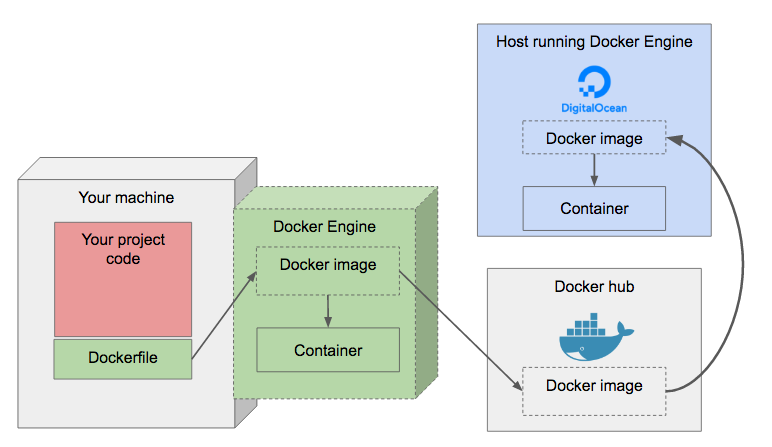 Host running Docker Engine
DigitalOcean
Docker image
Container
Your machine
Your project
code
Dockerfile
Docker Engine
Docker image
Container
Docker hub
Docker image